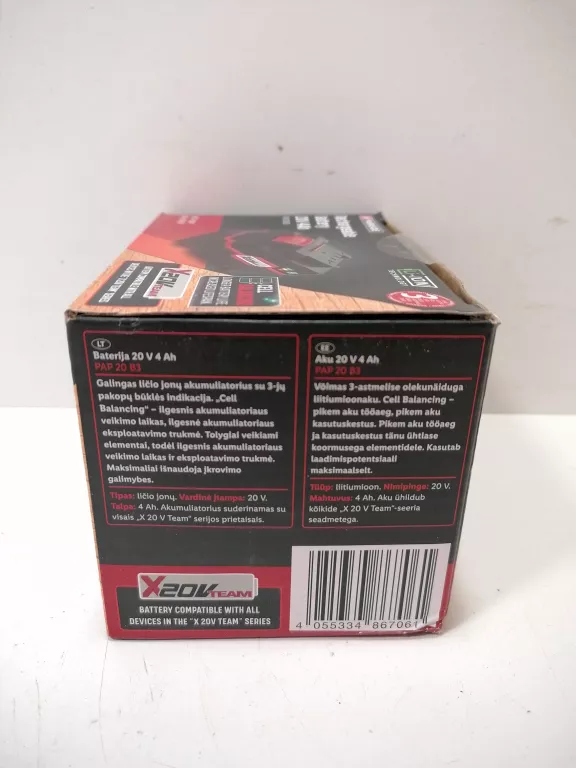 20 V 4 Ah
X20V TEAM
3
LT
Baterija 20 V 4 Ah
PAP 20 B3
Galingas ličio jonų akumuliatorius su 3-jų
pakopų būklės indikacija. „Cell
Balancing“ – ilgesnis akumuliatoriaus
veikimo laikas, ilgesnė akumuliatoriaus
eksploatavimo trukmė. Tolygiai veikiami
elementai, todėl ilgesnis akumuliatoriaus
veikimo laikas ir eksploatavimo trukmė.
Maksimaliai išnaudoja įkrovimo
galimybes.
Tipas: ličio jonų. Vardinė įtampa: 20 V.
Talpa: 4 Ah. Akumuliatorius suderinamas su
visais „X 20 V Team“ serijos prietaisais.
EE
Aku 20 V 4 Ah
PAP 20 B3
Võimas 3-astmelise olekunäiduga
liitiumioonaku. Cell Balancing –
pikem aku tööaeg, pikem aku
kasutuskestus. Pikem aku tööaeg
ja kasutuskestus tänu ühtlase
koormusega elementidele. Kasutab
laadimispotentsiaali
maksimaalselt.
Tüüp: liitiumioon. Nimipinge: 20 V.
Mahtuvus: 4 Ah. Aku ühildub
kõikide “X 20 V Team”-seeria
seadmetega.
X20V TEAM
BATTERY COMPATIBLE WITH ALL
DEVICES IN THE “X 20V TEAM” SERIES
4 055334 867061